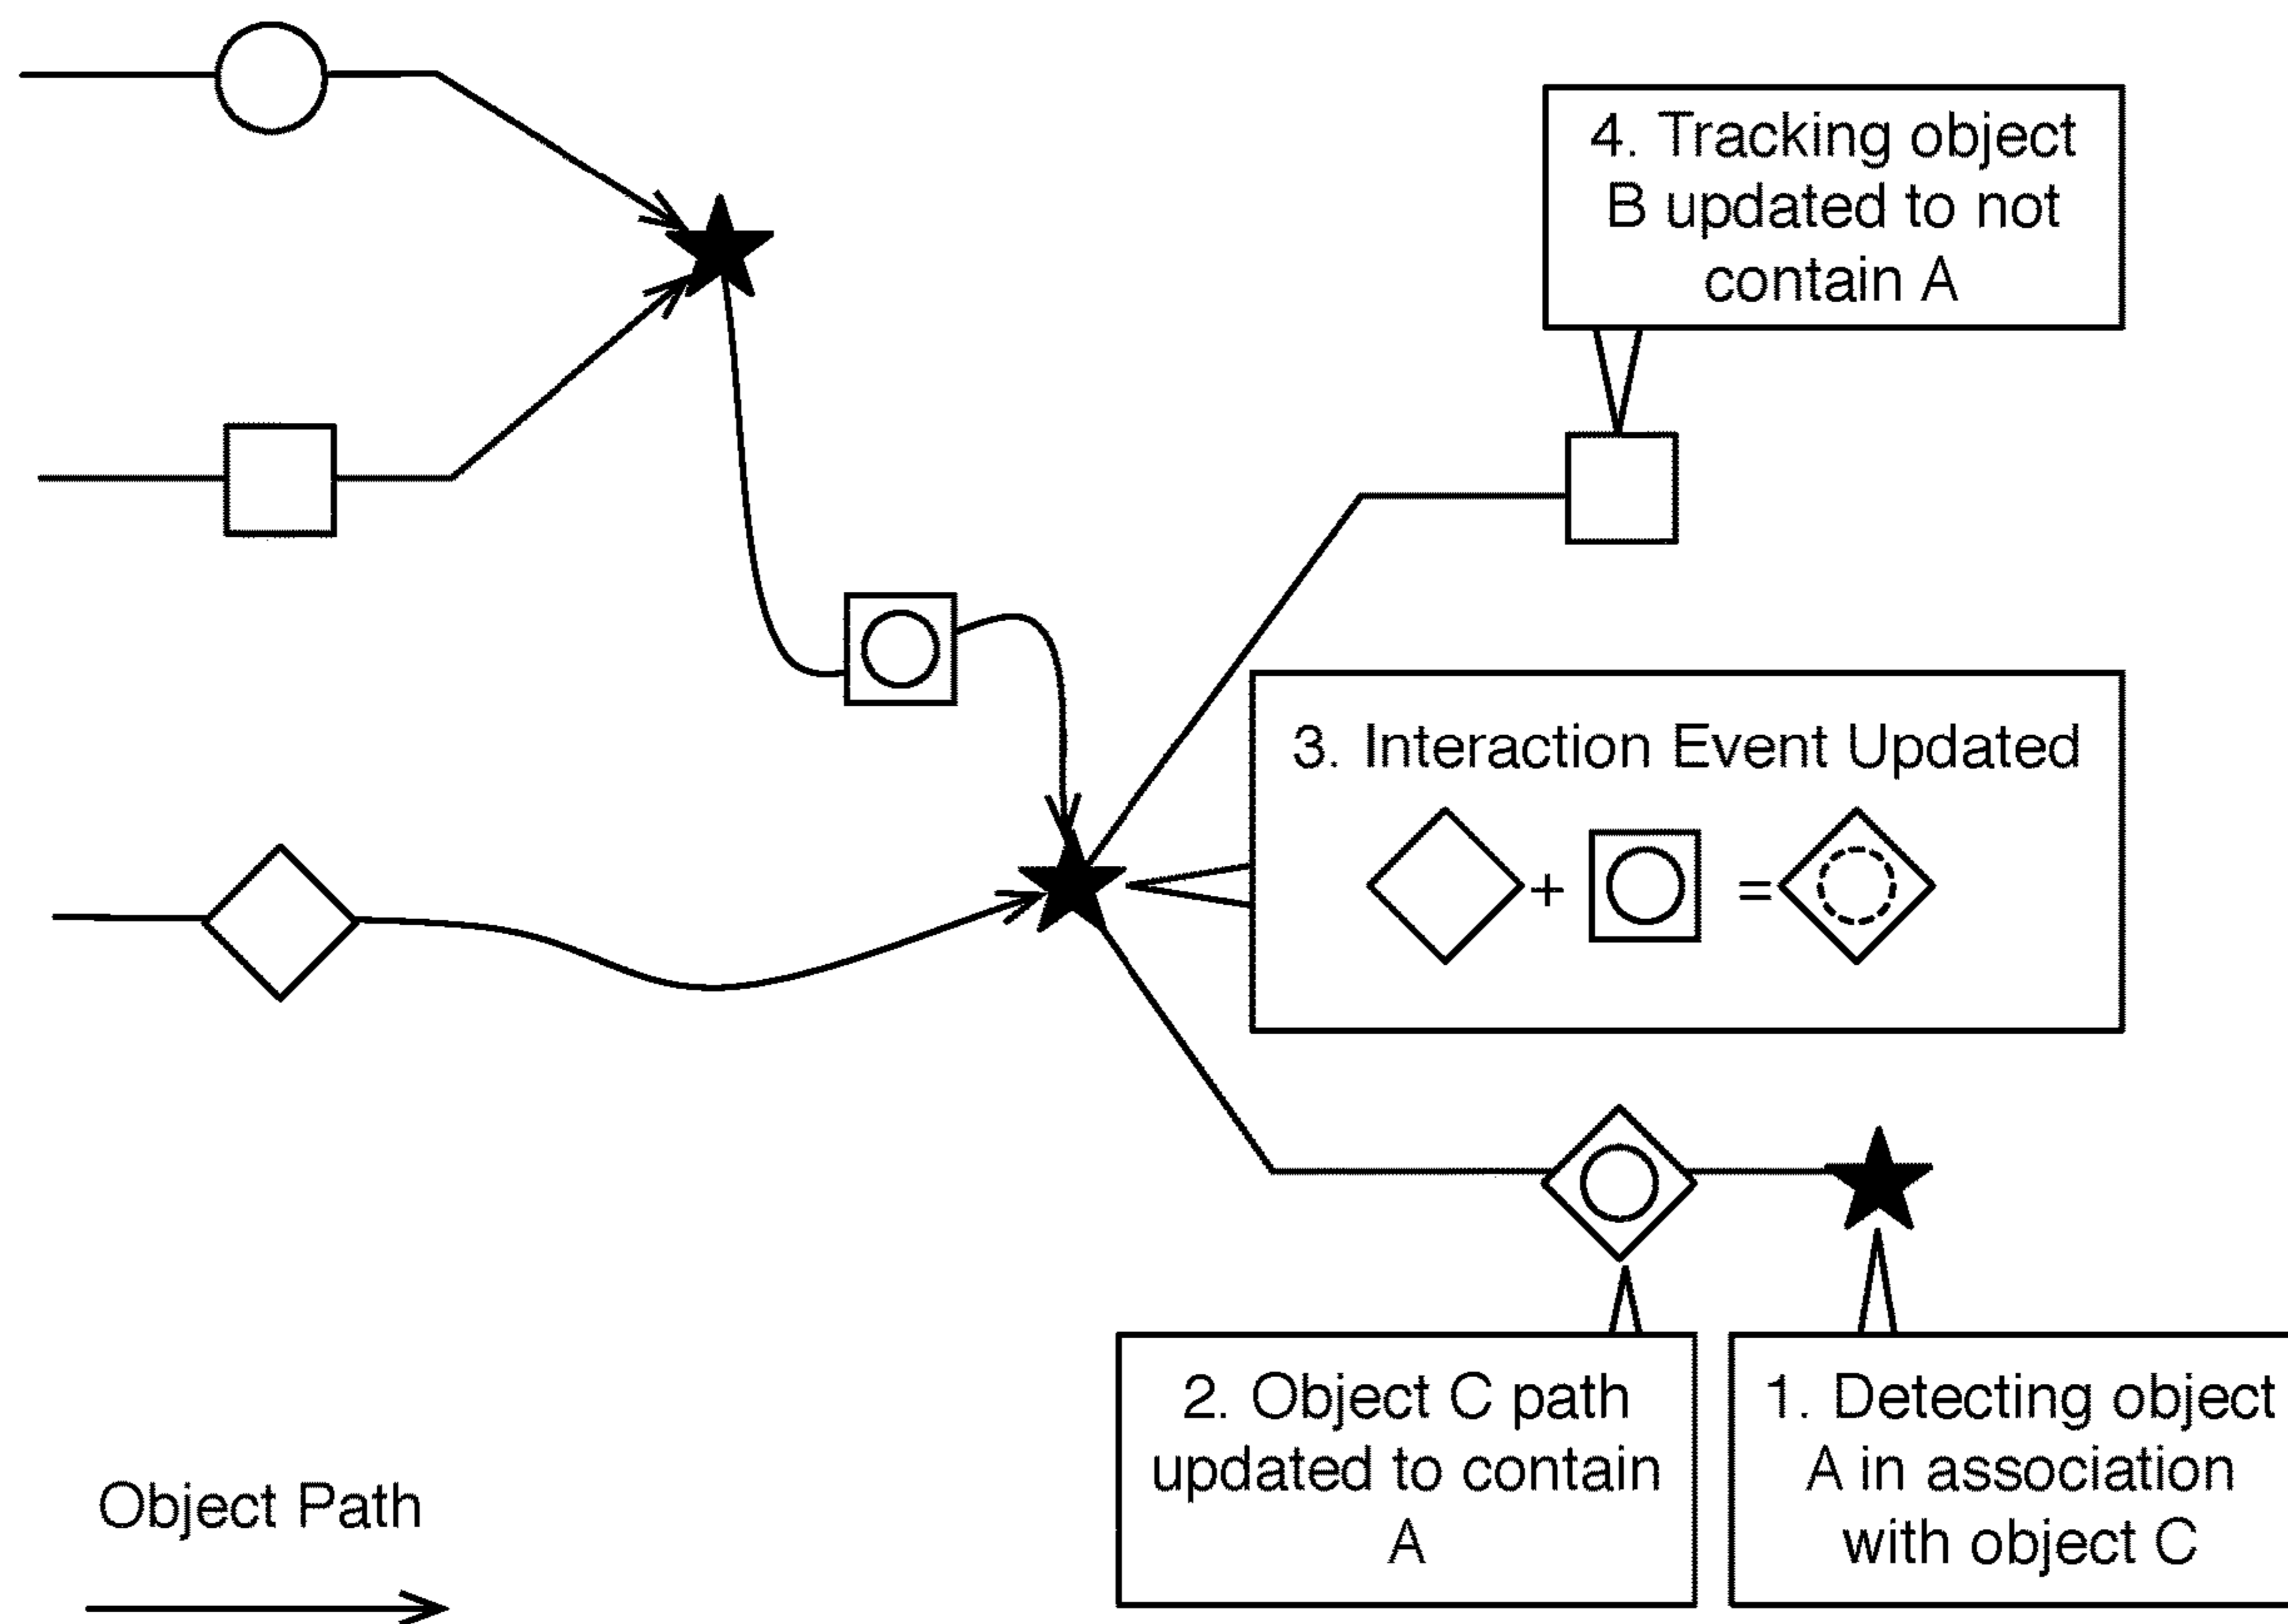 4. Tracking object
B updated to not
contain A
3. Interaction Event Updated
+
=
2. Object C path
updated to contain
A
1. Detecting object
A in association
with object C
Object Path